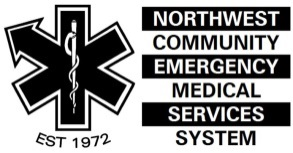 NORTHWEST
COMMUNITY
EMERGENCY
MEDICAL
SERVICES
SYSTEM
EST 1972